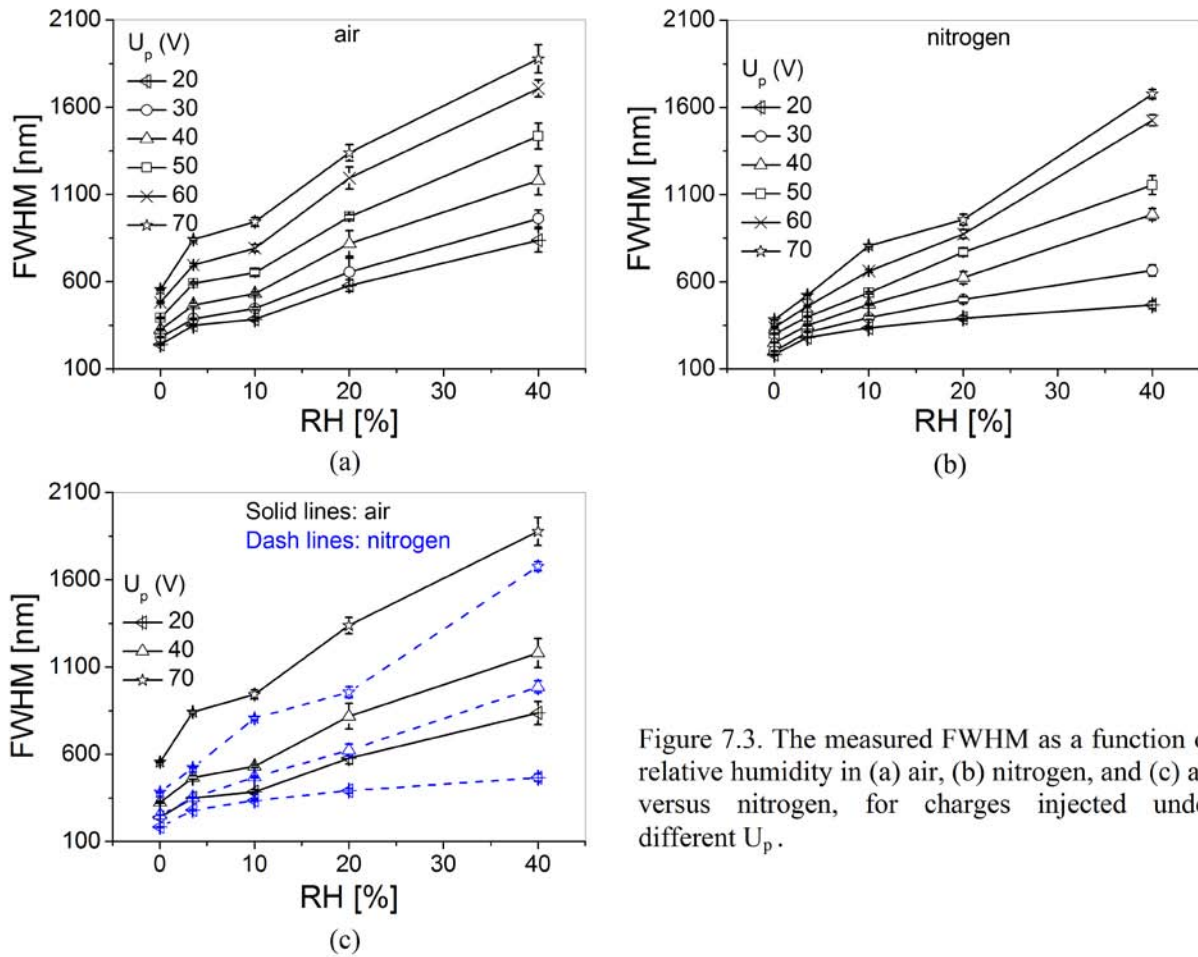 2100
1600
1100
600
100
FWHM [nm]
air
U_p (V)
20
30
40
50
60
70
0
10
20
30
40
RH [%]
(a)
2100
1600
1100
600
100
FWHM [nm]
nitrogen
U_p (V)
20
30
40
50
60
70
0
10
20
30
40
RH [%]
(b)
2100
1600
1100
600
100
FWHM [nm]
Solid lines: air
Dash lines: nitrogen
U_p (V)
20
40
70
0
10
20
30
40
RH [%]
(c)
Figure 7.3. The measured FWHM as a function
relative humidity in (a) air, (b) nitrogen, and (c)
versus nitrogen, for charges injected
different U_p .